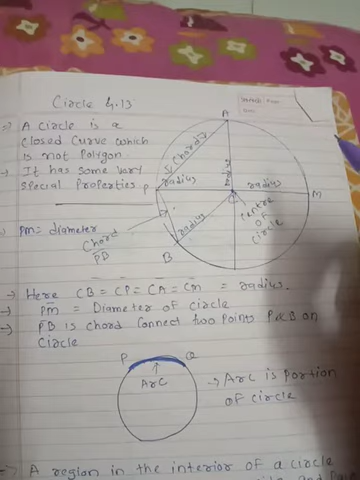 Circle 4.13
A
=> A circle is a
closed curve which
is not polygon.
→ It has some very
special properties
Chord
radius
radius
radius
radius
P
M
B
PM = diameter
Chord
PB
Centre
OF
Circle
→ Here CB = CP = CA = Cm = radius.
→ PM = Diameter of circle
→ PB is chord connect two points P&B on
Circle
P
Q
Arc
→ Arc is portion
of circle
→ A region in the interior of a circle